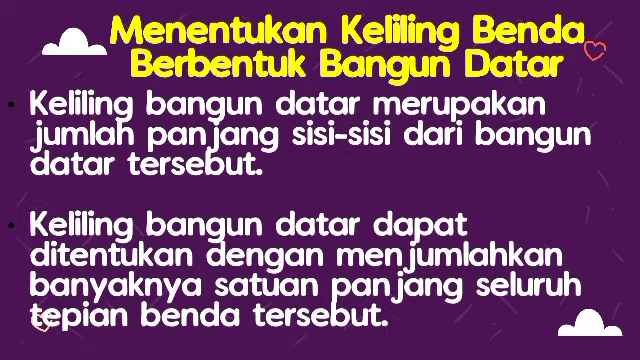 Menentukan Keliling Benda
Berbentuk Bangun Datar
• Keliling bangun datar merupakan
jumlah panjang sisi-sisi dari bangun
datar tersebut.
• Keliling bangun datar dapat
ditentukan dengan menjumlahkan
banyaknya satuan panjang seluruh
tepian benda tersebut.